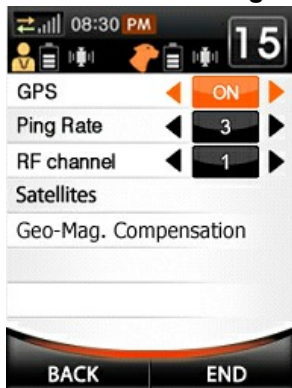 08:30 PM
15
GPS ON
Ping Rate 3
RF channel 1
Satellites
Geo-Mag. Compensation
BACK END